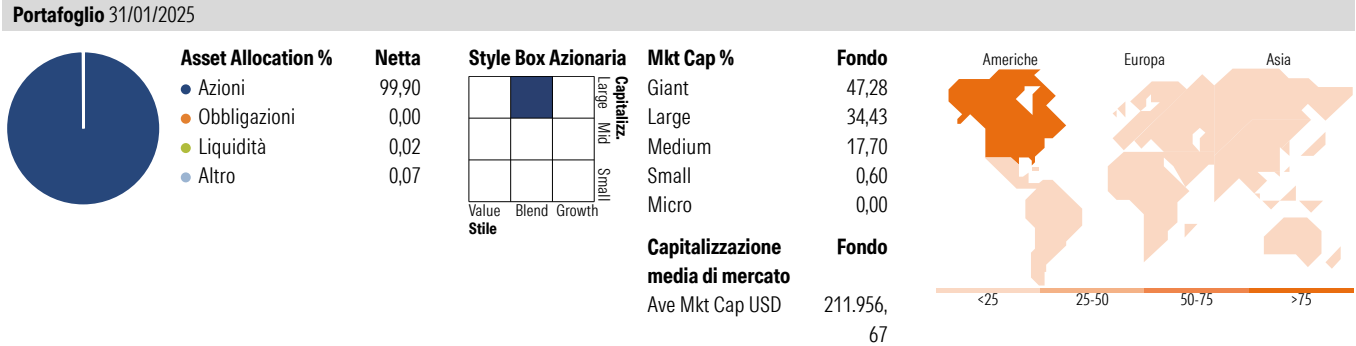 Portafoglio 31/01/2025
Asset Allocation % Netta
Azioni 99,90
Obbligazioni 0,00
Liquidità 0,02
Altro 0,07
Style Box Azionaria
Capitalizz.
Large Mid Small
Value Blend Growth
Stile
Mkt Cap % Fondo
Giant 47,28
Large 34,43
Medium 17,70
Small 0,60
Micro 0,00
Capitalizzazione Fondo
media di mercato
Ave Mkt Cap USD 211.956,
67
Americhe Europa Asia
<25 25-50 50-75 >75